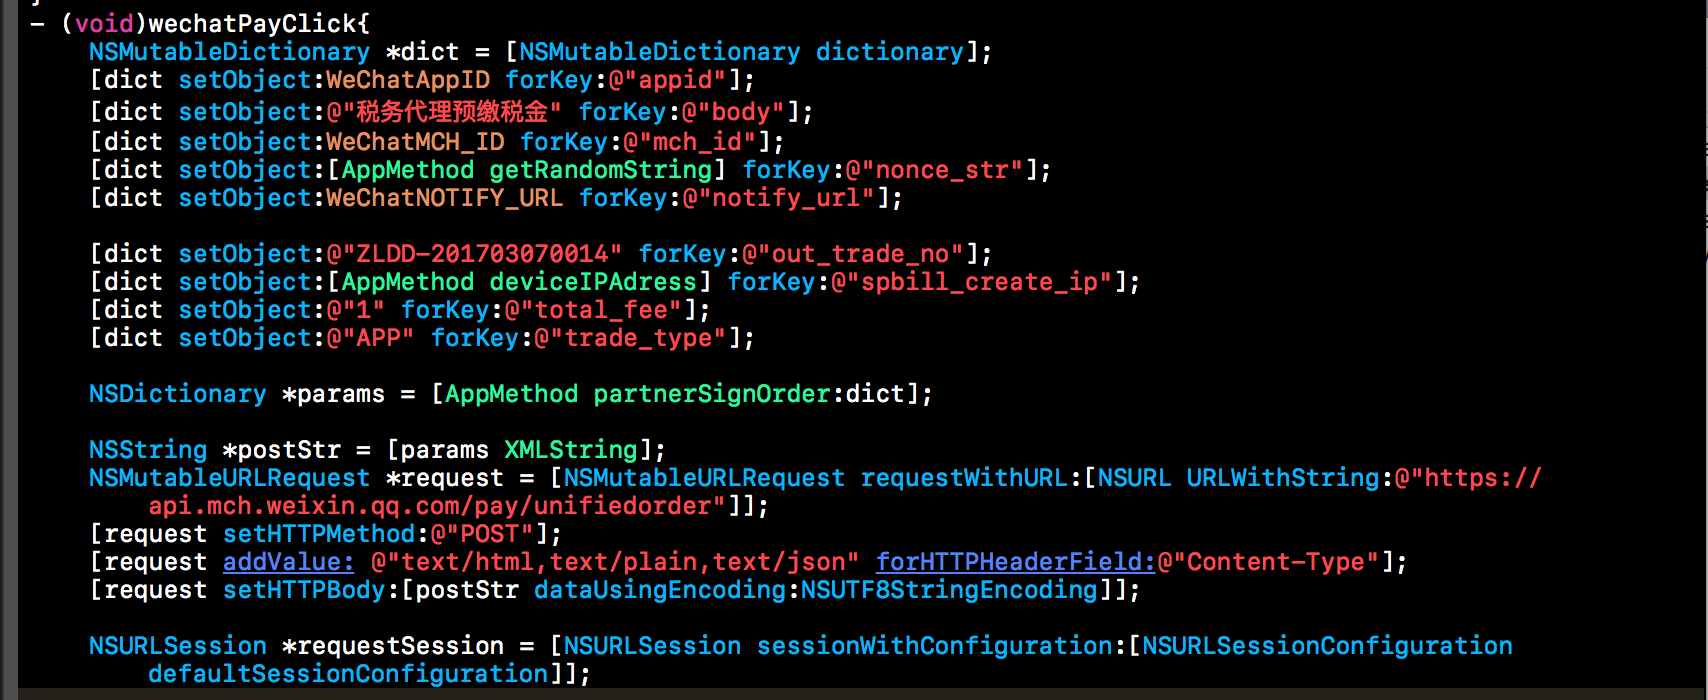 }
- (void)wechatPayClick{
NSMutableDictionary *dict = [NSMutableDictionary dictionary];
[dict setObject:WeChatAppID forKey:@"appid"];
[dict setObject:@"税务代理预缴税金" forKey:@"body"];
[dict setObject:WeChatMCH_ID forKey:@"mch_id"];
[dict setObject:[AppMethod getRandomString] forKey:@"nonce_str"];
[dict setObject:WeChatNOTIFY_URL forKey:@"notify_url"];
[dict setObject:@"ZLDD-201703070014" forKey:@"out_trade_no"];
[dict setObject:[AppMethod deviceIPAdress] forKey:@"spbill_create_ip"];
[dict setObject:@"1" forKey:@"total_fee"];
[dict setObject:@"APP" forKey:@"trade_type"];
NSDictionary *params = [AppMethod partnerSignOrder:dict];
NSString *postStr = [params XMLString];
NSMutableURLRequest *request = [NSMutableURLRequest requestWithURL:[NSURL URLWithString:@"https://
api.mch.weixin.qq.com/pay/unifiedorder"]];
[request setHTTPMethod:@"POST"];
[request addValue: @"text/html,text/plain,text/json" forHTTPHeaderField:@"Content-Type"];
[request setHTTPBody:[postStr dataUsingEncoding:NSUTF8StringEncoding]];
NSURLSession *requestSession = [NSURLSession sessionWithConfiguration:[NSURLSessionConfiguration
defaultSessionConfiguration]];